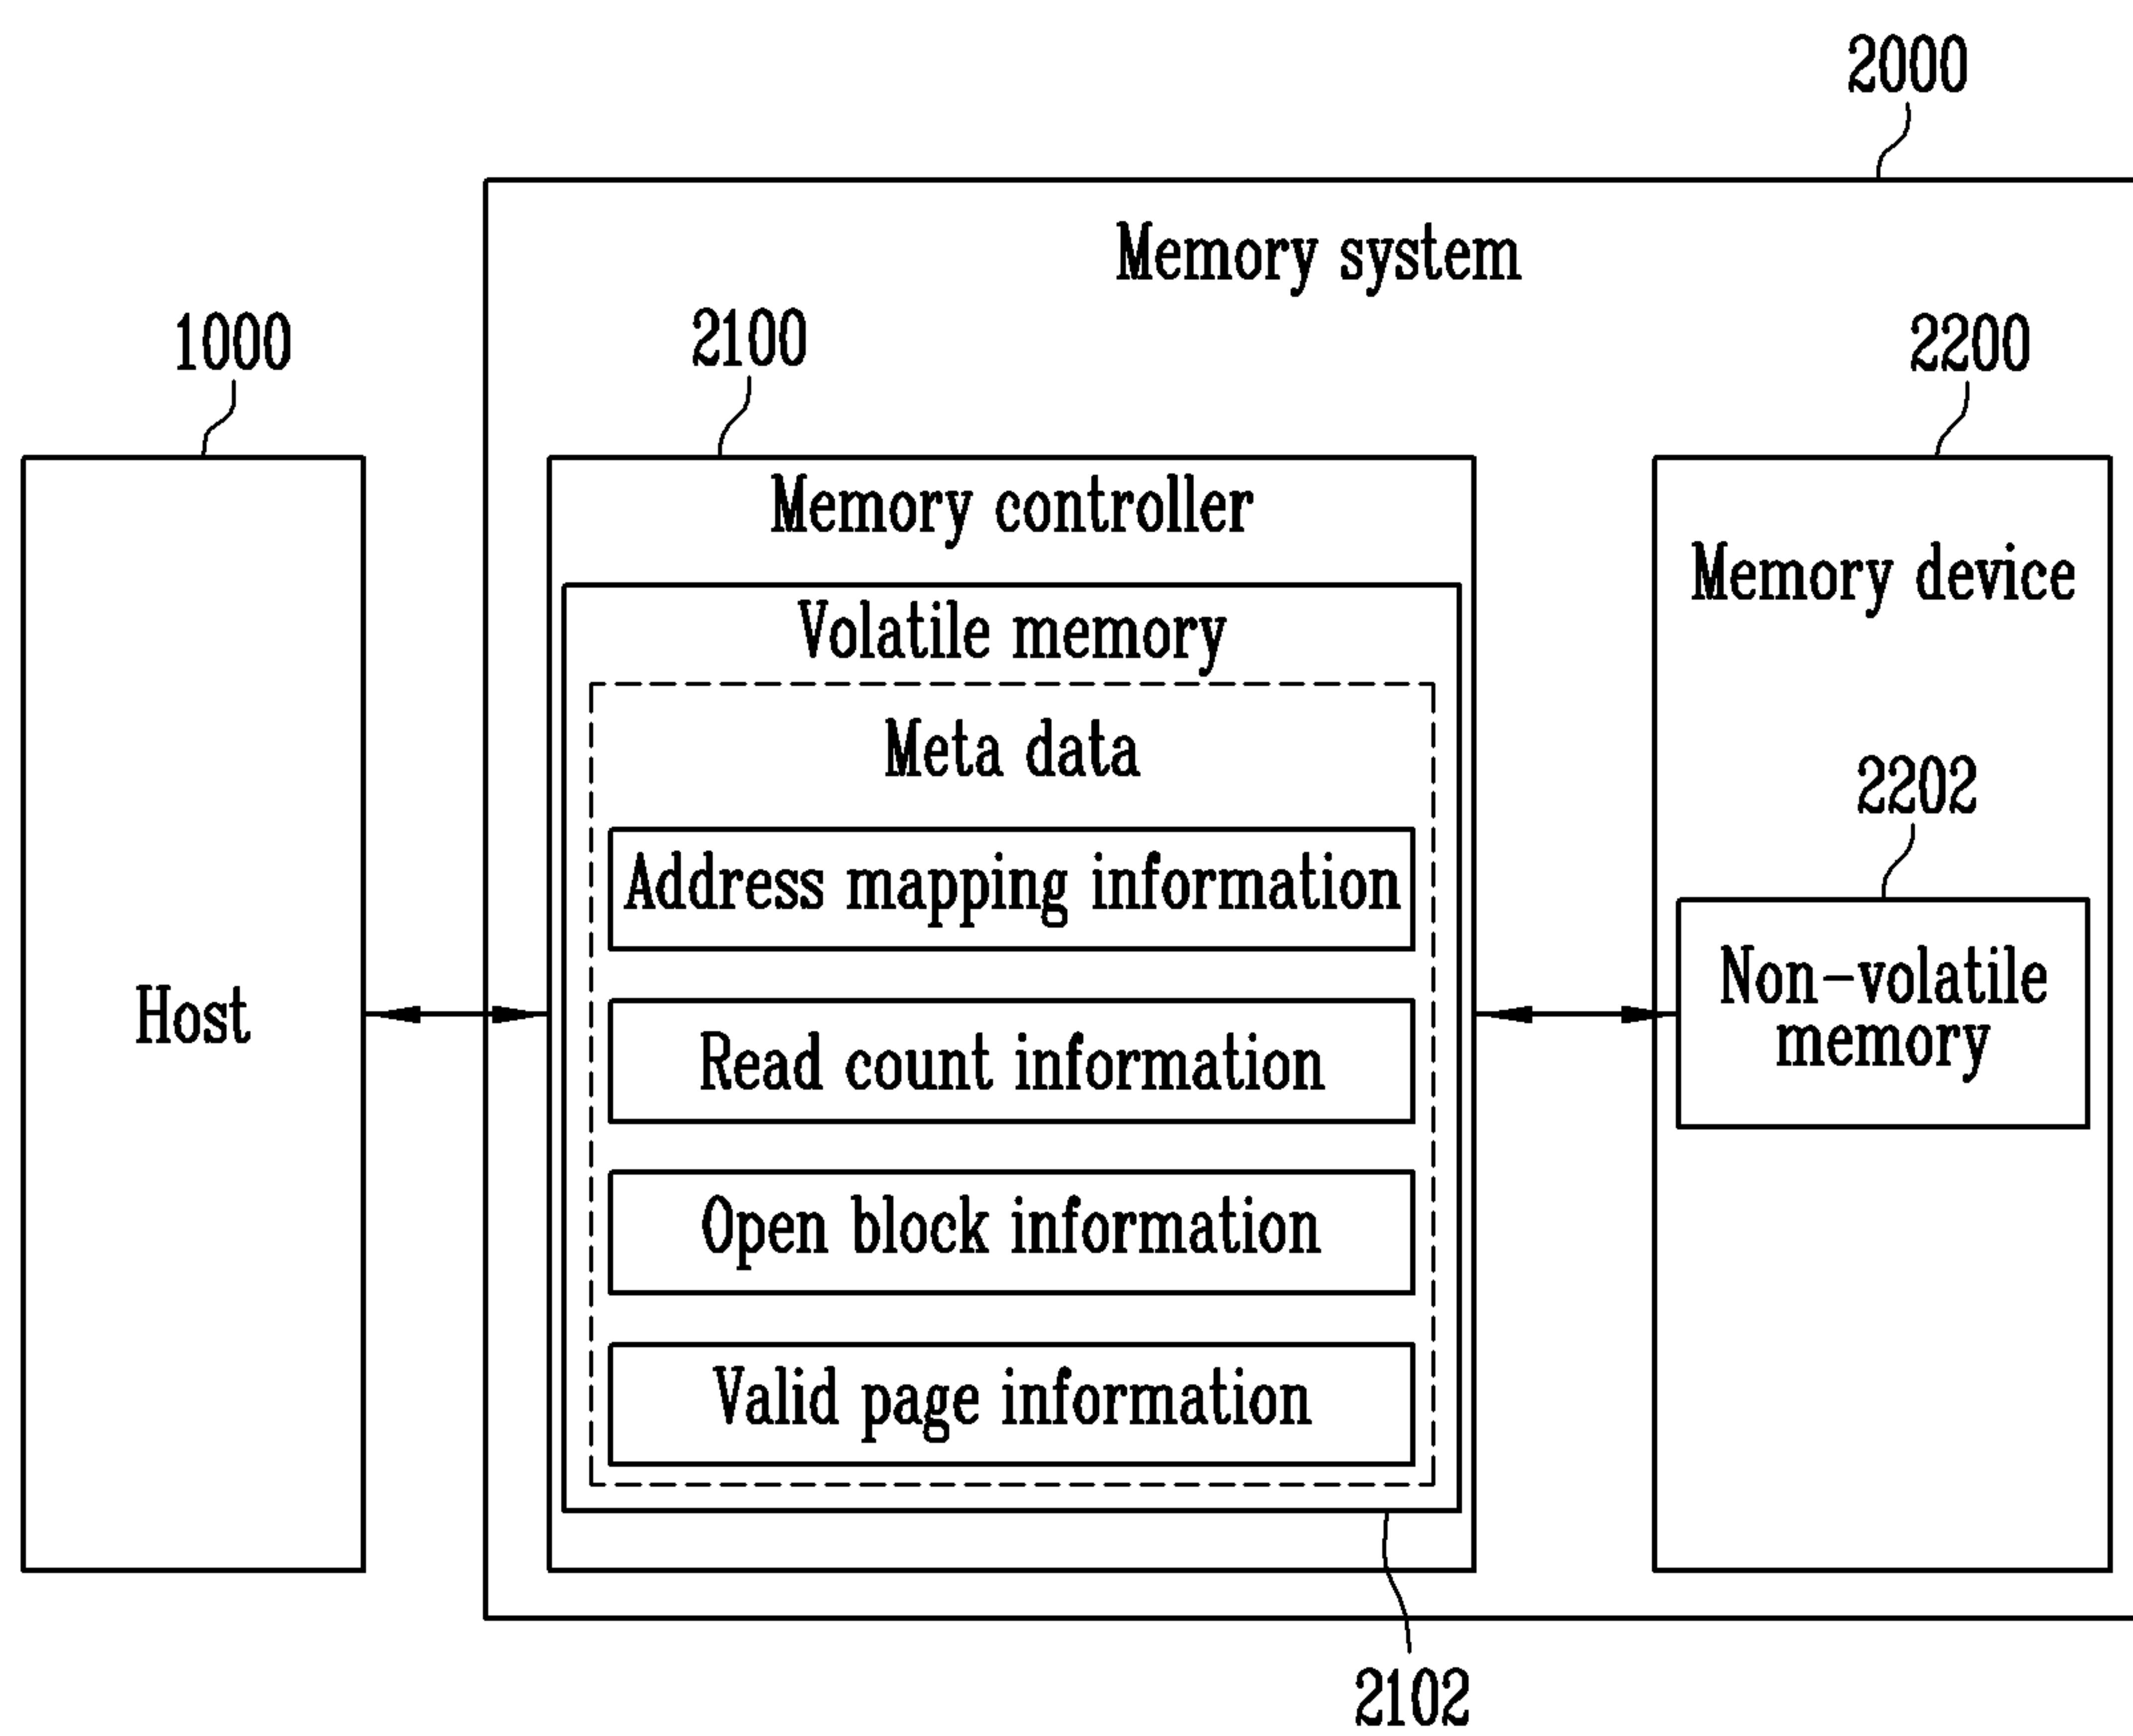 2000
Memory system
1000
2100
2200
Memory controller
Memory device
Volatile memory
Meta data
2202
Address mapping information
Non-volatile
memory
Host
Read count information
Open block information
Valid page information
2102